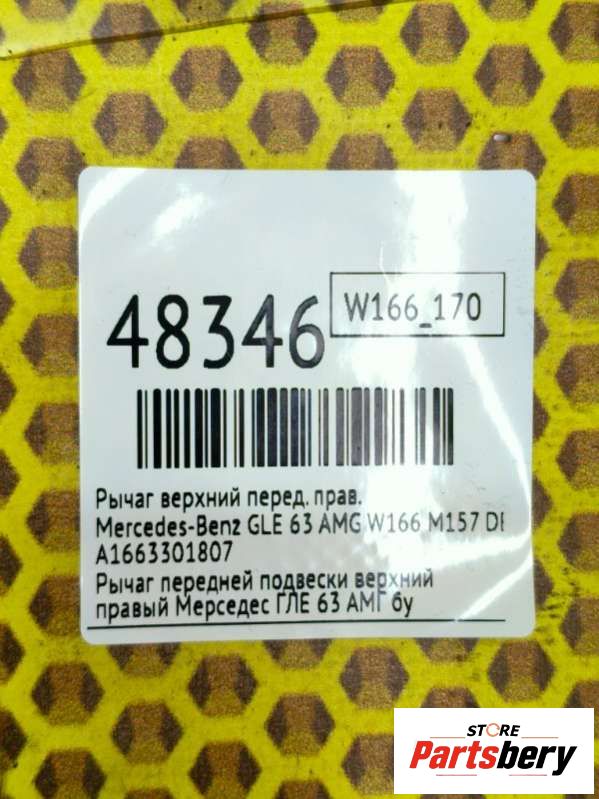 48346
W166_170
Рычаг верхний перед. прав.
Mercedes-Benz GLE 63 AMG W166 M157 DE
A1663301807
Рычаг передней подвески верхний
правый Мерседес ГЛЕ 63 АМГ бу
STORE
Partsbery